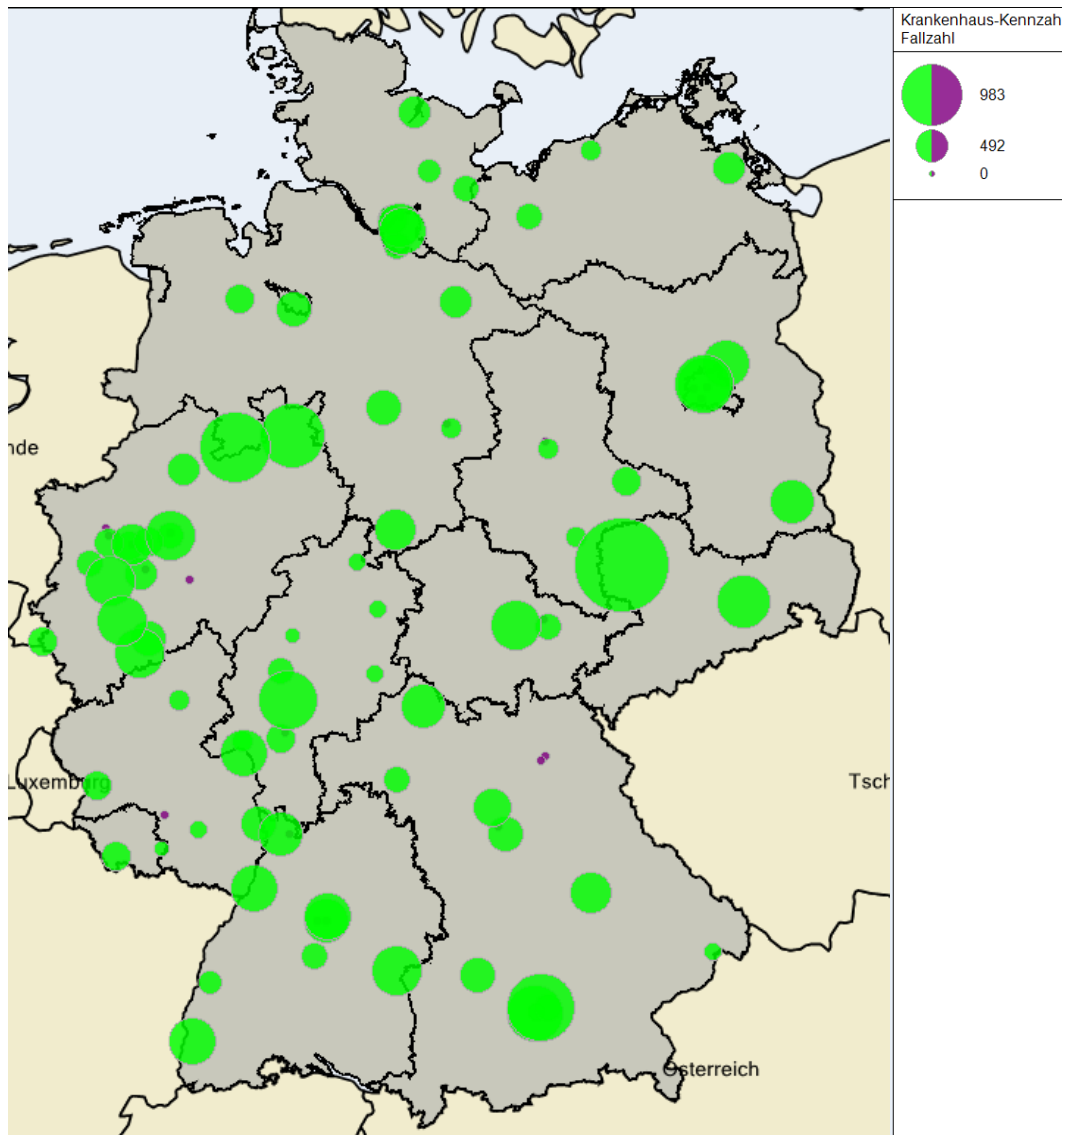 Krankenhaus-Kennzah
Fallzahl
983
492
0
nde
Luxemburg
Tsch
Österreich